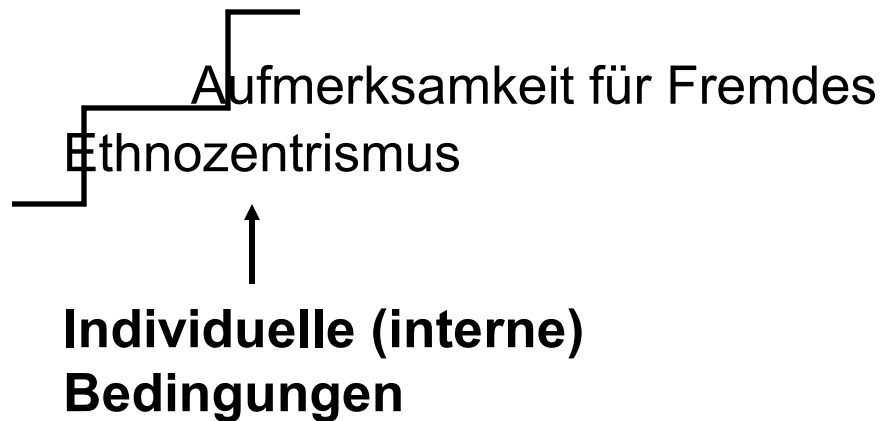 Aufmerksamkeit für Fremdes
Ethnozentrismus
Individuelle (interne)
Bedingungen